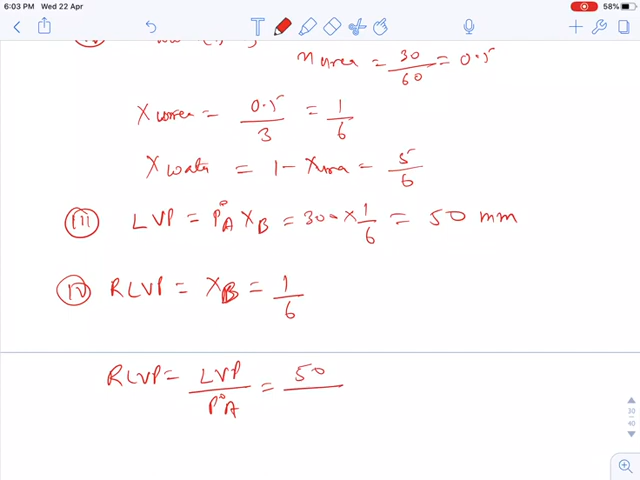 6:03 PM Wed 22 Apr
58%
n urea = 30/60 = 0.5
X urea = 0.5/3 = 1/6
X water = 1 - X urea = 5/6
(III) LVP = P°A XB = 300 × 1/6 = 50 mm
(IV) RLVP = XB = 1/6
RLVP = LVP/P°A = 50
30
40